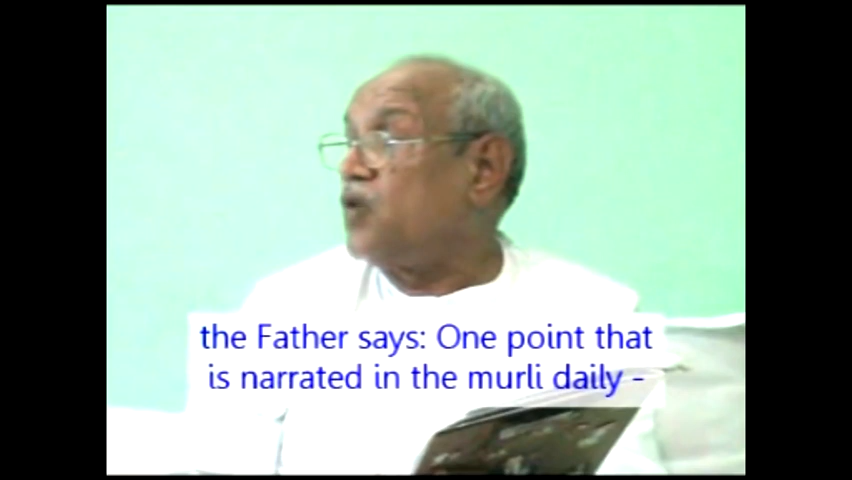 the Father says: One point that
is narrated in the murli daily -